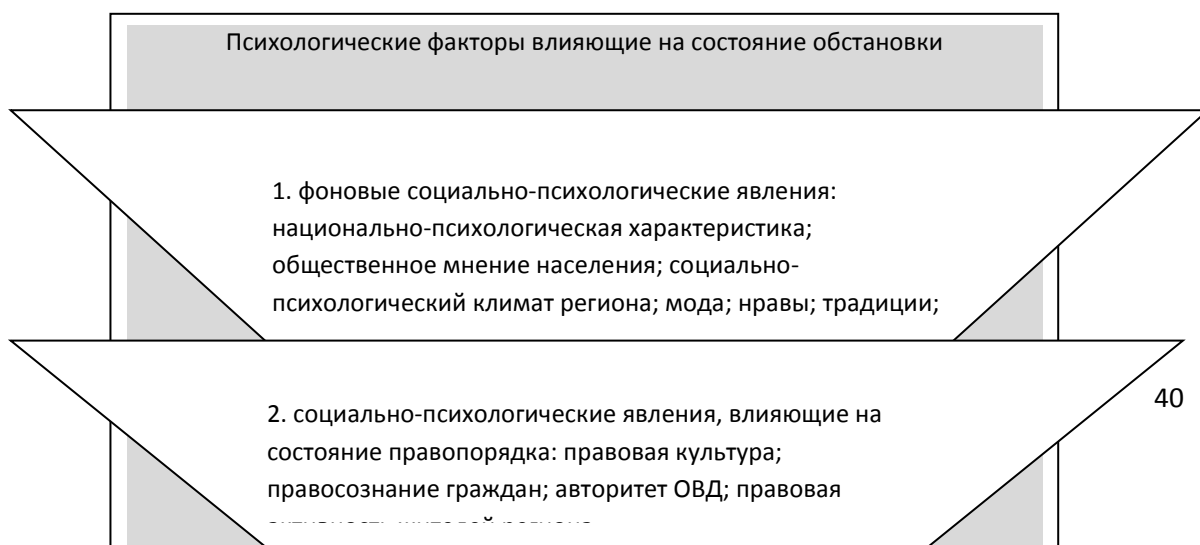 Психологические факторы влияющие на состояние обстановки
1. фоновые социально-психологические явления:
национально-психологическая характеристика;
общественное мнение населения; социально-
психологический климат региона; мода; нравы; традиции;
40
2. социально-психологические явления, влияющие на
состояние правопорядка: правовая культура;
правосознание граждан; авторитет ОВД; правовая